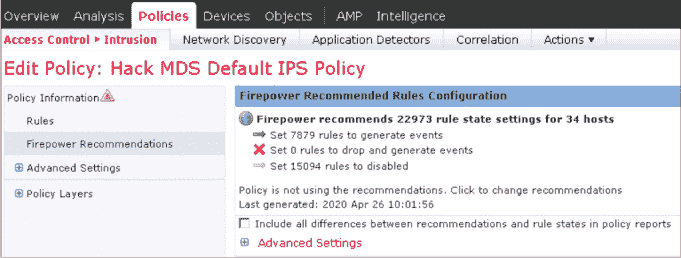 Overview Analysis Policies Devices Objects AMP Intelligence
Access Control ▸ Intrusion Network Discovery Application Detectors Correlation Actions ▾
Edit Policy: Hack MDS Default IPS Policy
Policy Information
Rules
Firepower Recommendations
Advanced Settings
Policy Layers
Firepower Recommended Rules Configuration
Firepower recommends 22973 rule state settings for 34 hosts
Set 7879 rules to generate events
Set 0 rules to drop and generate events
Set 15094 rules to disabled
Policy is not using the recommendations. Click to change recommendations
Last generated: 2020 Apr 26 10:01:56
Include all differences between recommendations and rule states in policy reports
Advanced Settings